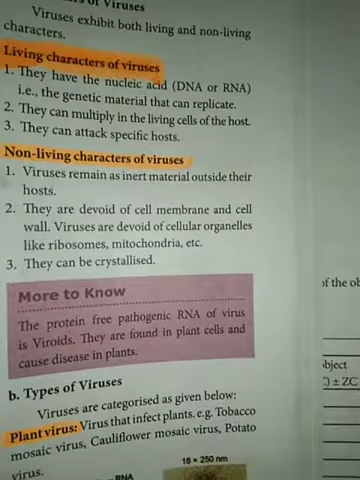 of Viruses
Viruses exhibit both living and non-living
characters.
Living characters of viruses
1. They have the nucleic acid (DNA or RNA)
i.e., the genetic material that can replicate.
2. They can multiply in the living cells of the host.
3. They can attack specific hosts.
Non-living characters of viruses
1. Viruses remain as inert material outside their
hosts.
2. They are devoid of cell membrane and cell
wall. Viruses are devoid of cellular organelles
like ribosomes, mitochondria, etc.
3. They can be crystallised.
More to Know
The protein free pathogenic RNA of virus
is Viroids. They are found in plant cells and
cause disease in plants.
b. Types of Viruses
Viruses are categorised as given below:
Plant virus: Virus that infect plants. e.g. Tobacco
mosaic virus, Cauliflower mosaic virus, Potato
virus.
18 × 250 nm
RNA
of the ob
bject
) ± ZC